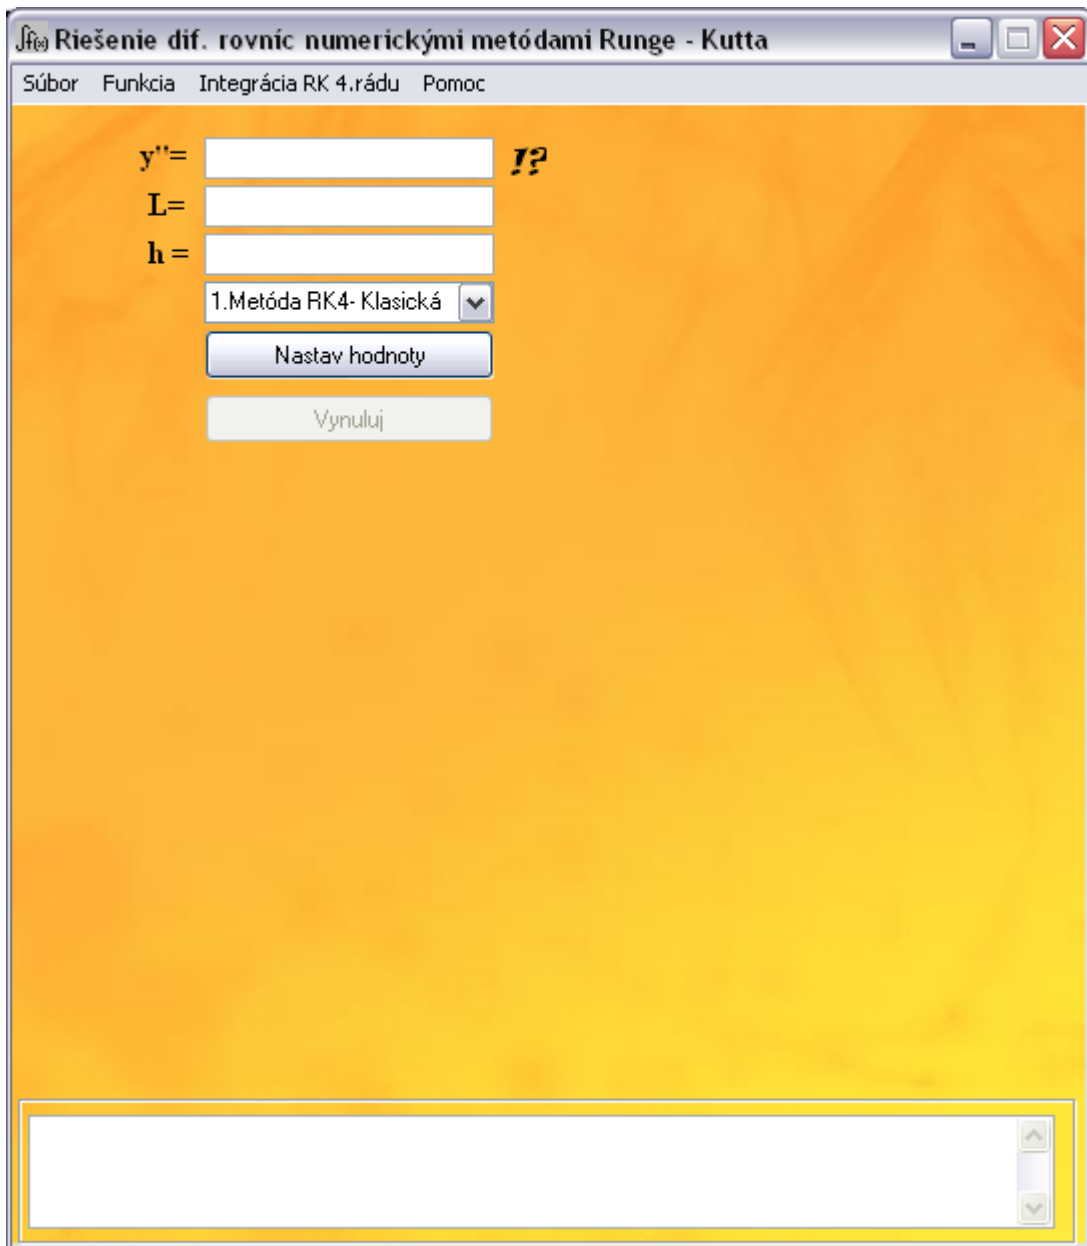 ∫f(x) Riešenie dif. rovníc numerickými metódami Runge - Kutta
Súbor Funkcia Integrácia RK 4.rádu Pomoc
y''= !?
L=
h =
1.Metóda RK4- Klasická
Nastav hodnoty
Vynuluj